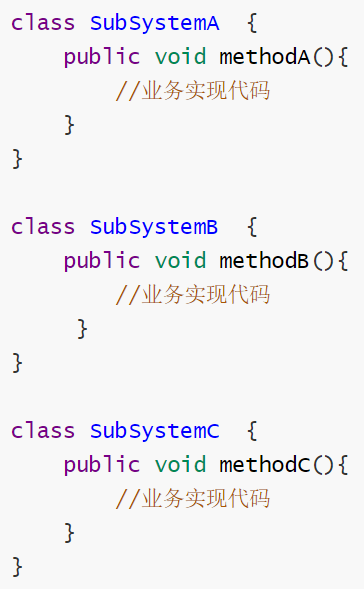 class SubSystemA  {
    public void methodA(){
        //业务实现代码
    }
}

class SubSystemB  {
    public void methodB(){
        //业务实现代码
     }
}

class SubSystemC  {
    public void methodC(){
        //业务实现代码
    }
}